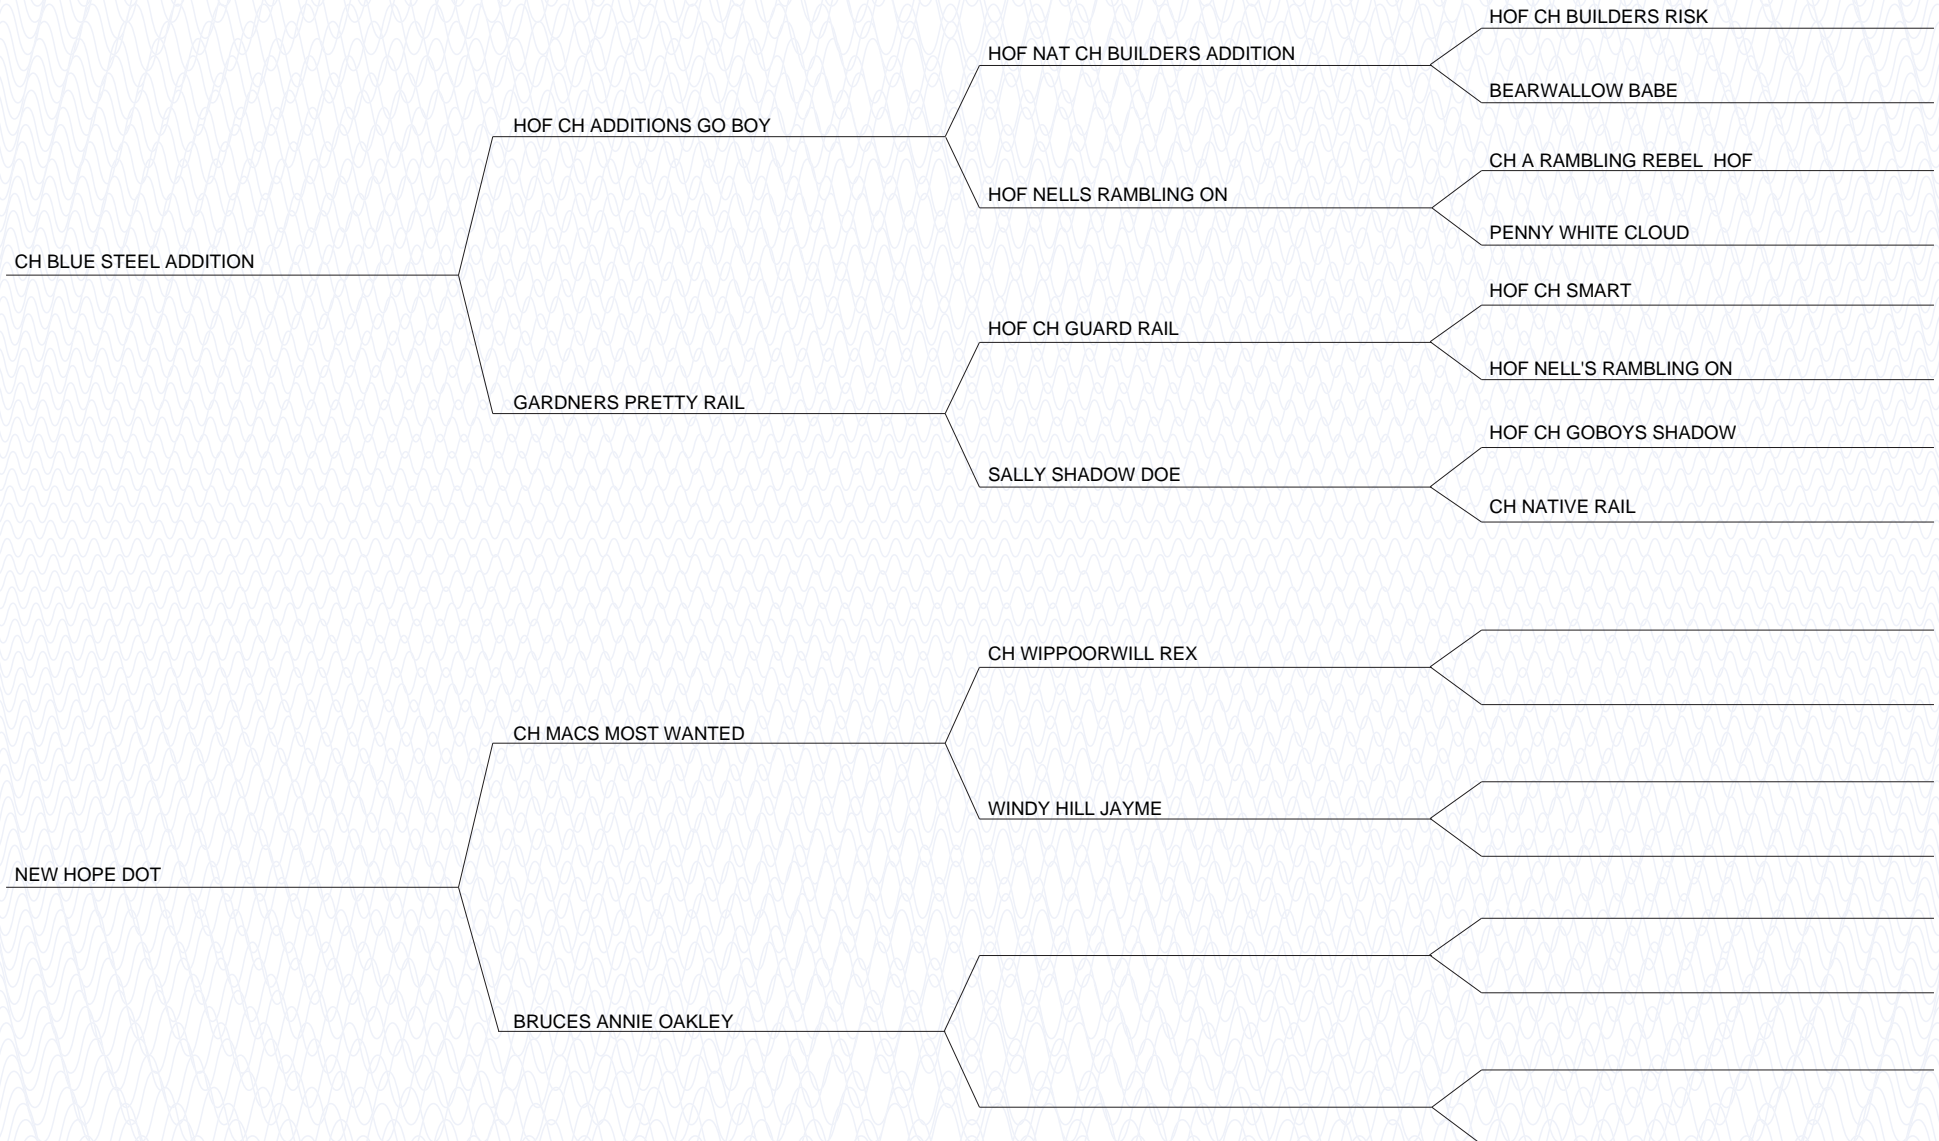 HOF CH BUILDERS RISK
HOF NAT CH BUILDERS ADDITION
BEARWALLOW BABE
HOF CH ADDITIONS GO BOY
CH A RAMBLING REBEL  HOF
HOF NELLS RAMBLING ON
PENNY WHITE CLOUD
CH BLUE STEEL ADDITION
HOF CH SMART
HOF CH GUARD RAIL
HOF NELL'S RAMBLING ON
GARDNERS PRETTY RAIL
HOF CH GOBOYS SHADOW
SALLY SHADOW DOE
CH NATIVE RAIL
CH WIPPOORWILL REX
CH MACS MOST WANTED
WINDY HILL JAYME
NEW HOPE DOT
BRUCES ANNIE OAKLEY